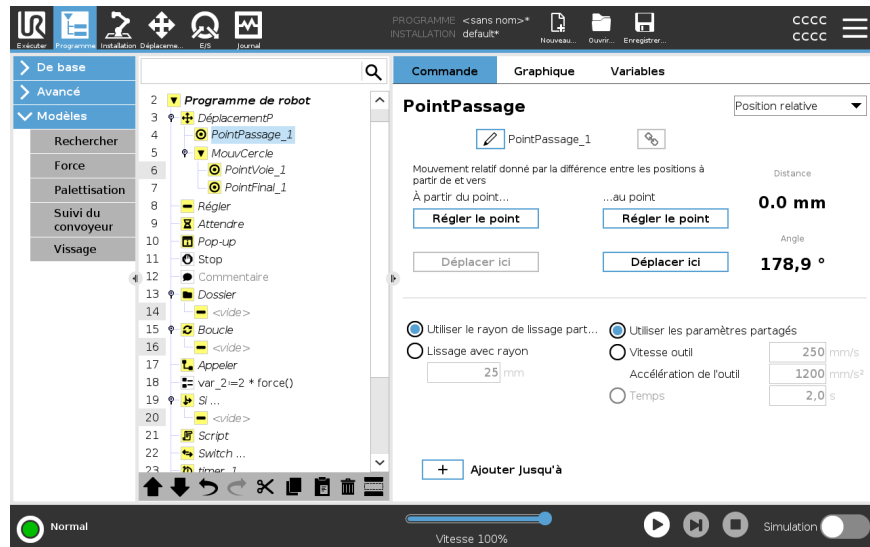 UR
PROGRAMME <sans nom>*
INSTALLATION default*
CCCC
CCCC
Exécuter
Programme
Installation
Déplaceme...
E/S
Journal
Nouveau...
Ouvrir...
Enregistrer...
De base
Avancé
Modèles
Rechercher
Force
Palettisation
Suivi du
convoyeur
Vissage
2 Programme de robot
3 DéplacementP
4 PointPassage_1
5 MouvCercle
6 PointVoie_1
7 PointFinal_1
8 Régler
9 Attendre
10 Pop-up
11 Stop
12 Commentaire
13 Dossier
14 <vide>
15 Boucle
16 <vide>
17 Appeler
18 var_2≔2 * force()
19 Si ...
20 <vide>
21 Script
22 Switch ...
23 timer_1
Commande
Graphique
Variables
PointPassage
Position relative
PointPassage_1
Mouvement relatif donné par la différence entre les positions à
partir de et vers
Distance
À partir du point...
...au point
0.0 mm
Régler le point
Régler le point
Angle
Déplacer ici
Déplacer ici
178,9 °
Utiliser le rayon de lissage part...
Utiliser les paramètres partagés
Lissage avec rayon
25 mm
Vitesse outil
250 mm/s
Accélération de l'outil
1200 mm/s²
Temps
2,0 s
+ Ajouter Jusqu'à
Normal
Vitesse 100%
Simulation